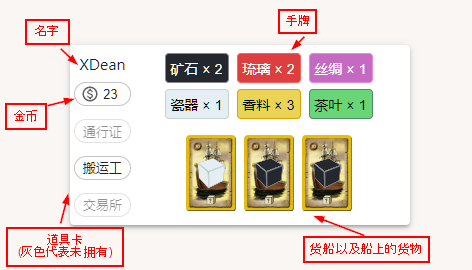 名字
手牌
XDean
矿石 × 2
琉璃 × 2
丝绸 × 2
金币
23
瓷器 × 1
香料 × 3
茶叶 × 1
通行证
搬运工
交易所
道具卡
(灰色代表未拥有)
货船以及船上的货物